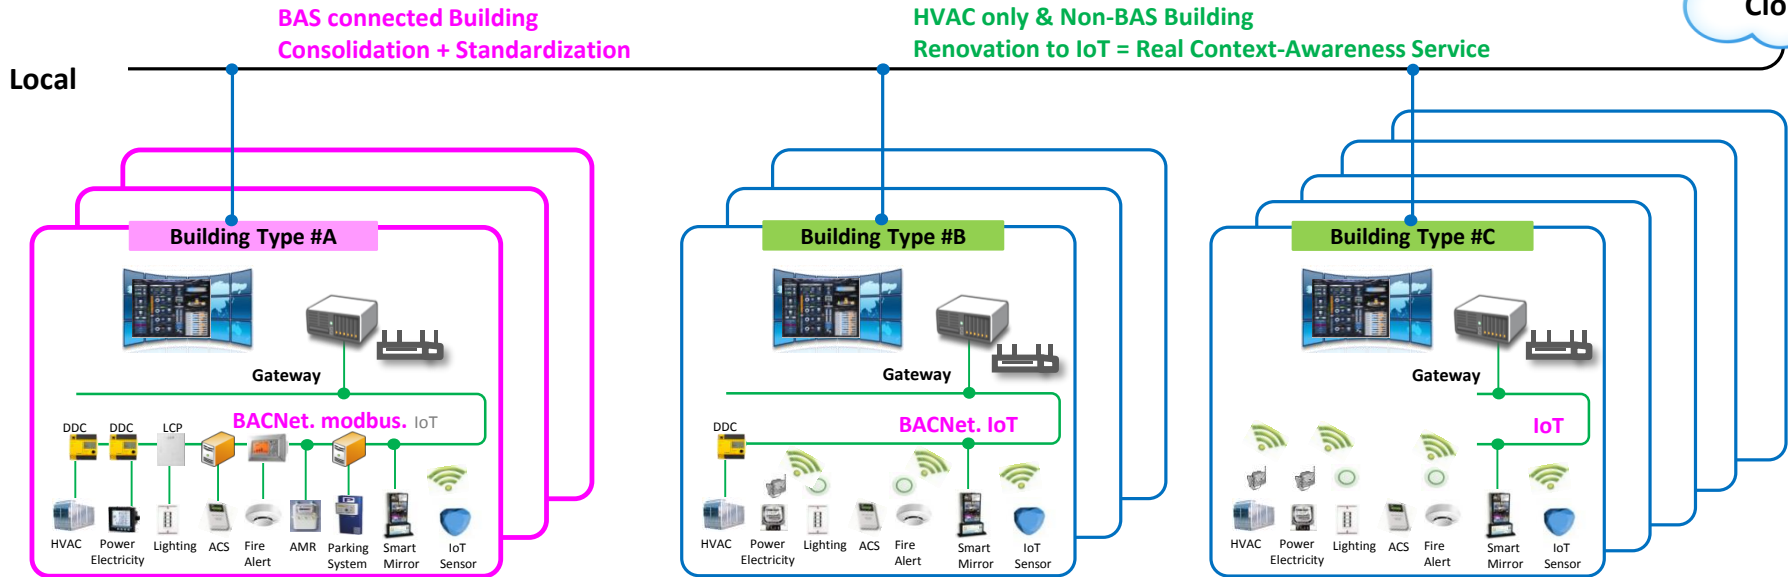 BAS connected Building
Consolidation + Standardization
HVAC only & Non-BAS Building
Renovation to IoT = Real Context-Awareness Service
Local
Building Type #A
Gateway
BACNet. modbus. IoT
DDC
DDC
LCP
HVAC
Power
Electricity
Lighting
ACS
Fire
Alert
AMR
Parking
System
Smart
Mirror
IoT
Sensor
Building Type #B
Gateway
BACNet. IoT
DDC
HVAC
Power
Electricity
Lighting
ACS
Fire
Alert
Smart
Mirror
IoT
Sensor
Building Type #C
Gateway
IoT
HVAC
Power
Electricity
Lighting
ACS
Fire
Alert
Smart
Mirror
IoT
Sensor